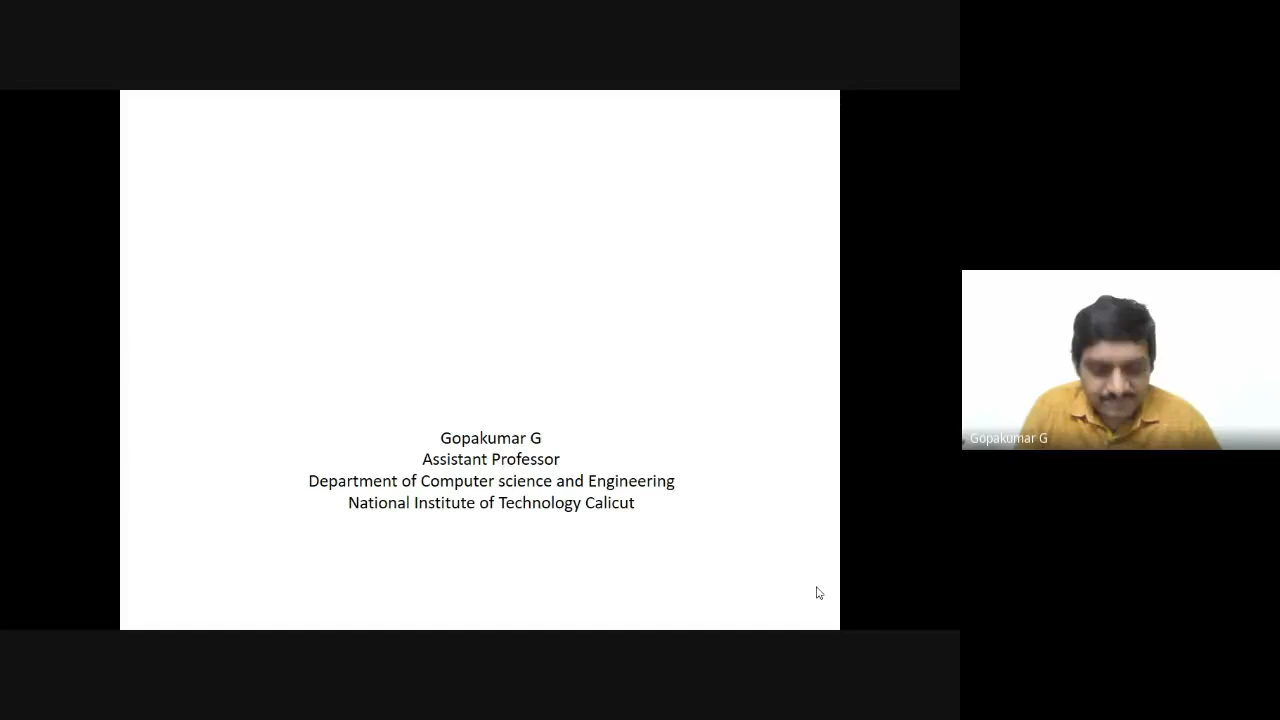 Gopakumar G
Assistant Professor
Department of Computer science and Engineering
National Institute of Technology Calicut
Gopakumar G